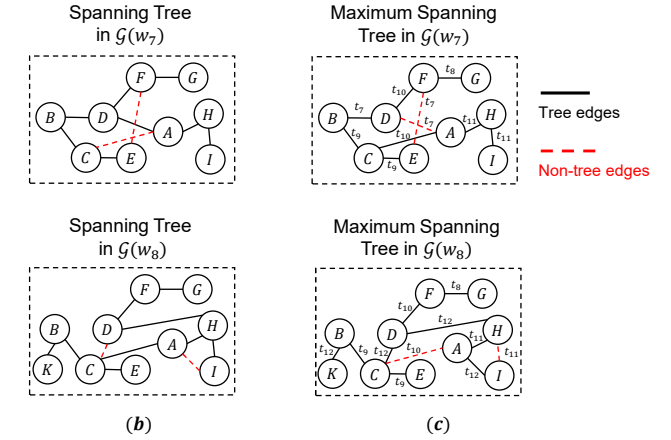 Spanning Tree
in 𝒢(w₇)
Maximum Spanning
Tree in 𝒢(w₇)
F G
B D A H
C E I
F t₈ G
t₁₀ t₇
B t₇ D t₇ A t₁₁ H
t₉ t₁₀ t₁₁
C t₉ E I
Tree edges
Non-tree edges
Spanning Tree
in 𝒢(w₈)
Maximum Spanning
Tree in 𝒢(w₈)
F G
B D A H
K C E I
F t₈ G
t₁₀ t₁₂
B D A t₁₁ H
t₁₂ t₉ t₁₂ t₁₀ t₁₁
K C t₉ E t₁₂ I
(b)
(c)